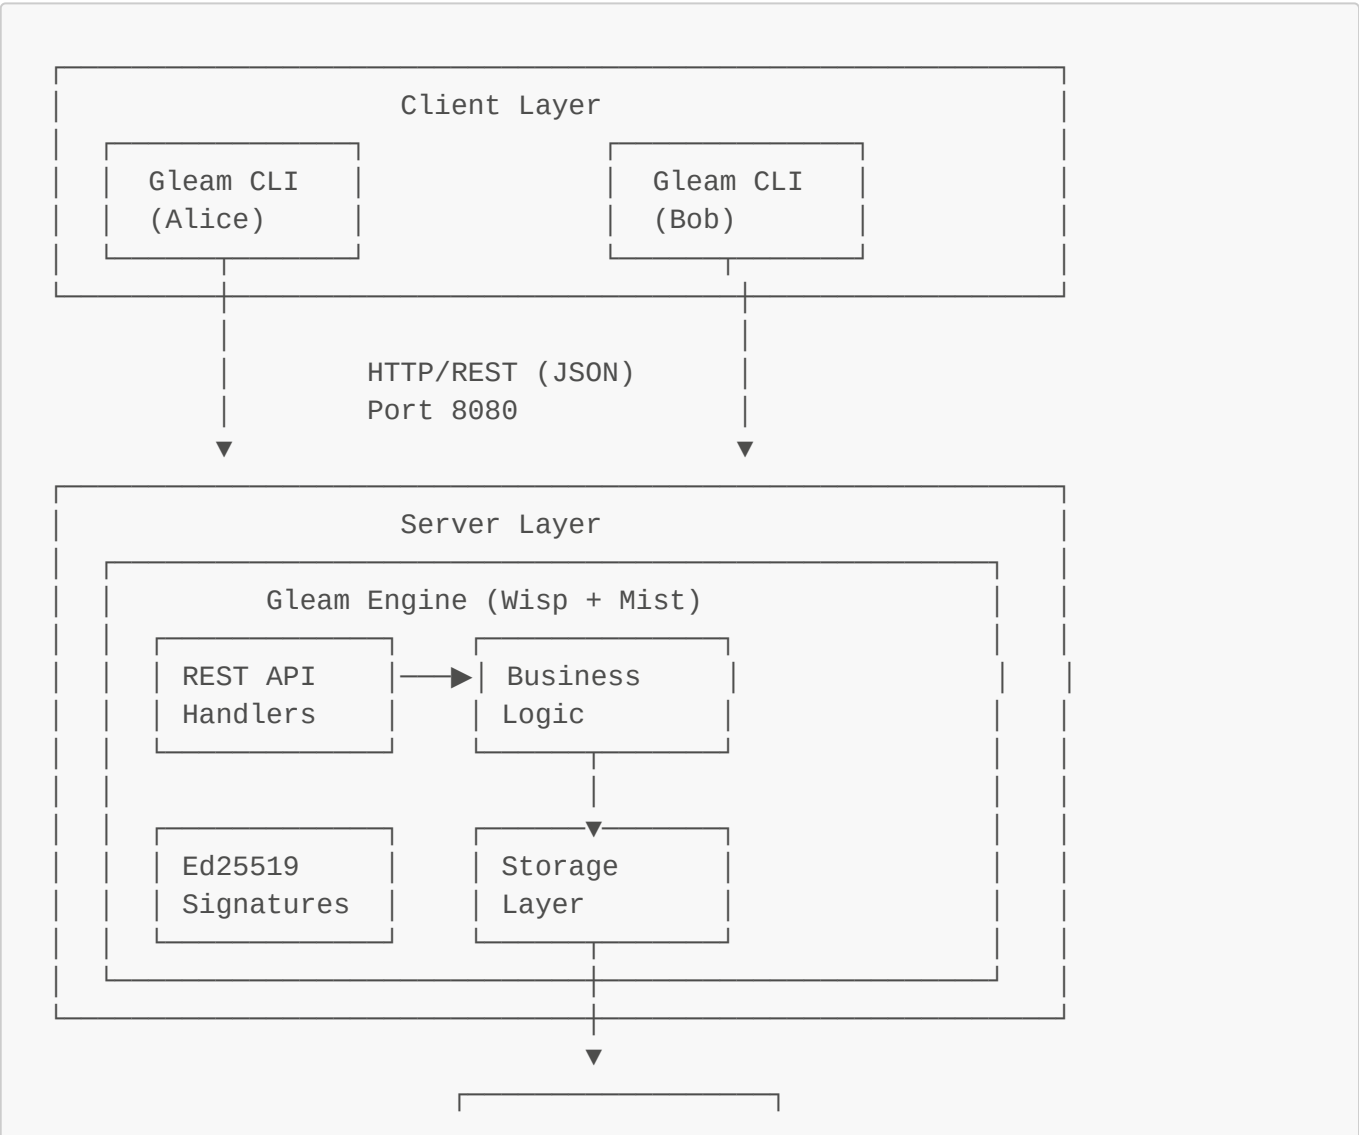 Client Layer
Gleam CLI Gleam CLI
(Alice) (Bob)
HTTP/REST (JSON)
Port 8080
Server Layer
Gleam Engine (Wisp + Mist)
REST API Business
Handlers Logic
Ed25519 Storage
Signatures Layer